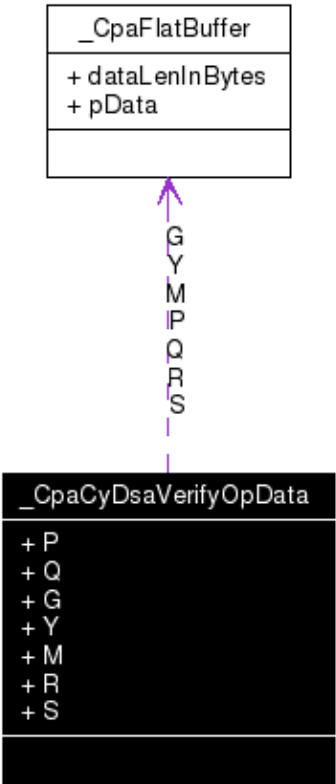 _CpaFlatBuffer
+ dataLenInBytes
+ pData
G
Y
M
P
Q
R
S
_CpaCyDsaVerifyOpData
+ P
+ Q
+ G
+ Y
+ M
+ R
+ S